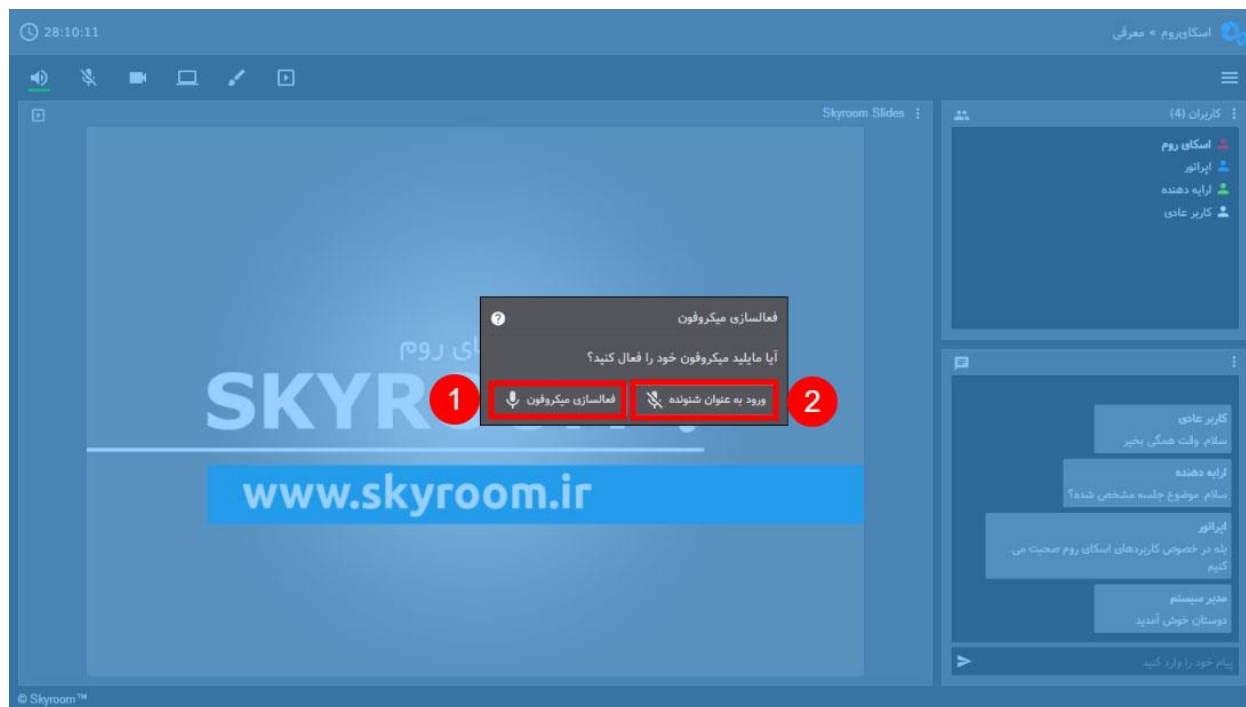 28:10:11
اسکای‌روم » معرفی
Skyroom Slides
کاربران (4)
اسکای روم
اپراتور
ارایه دهنده
کاربر عادی
ای روم
www.skyroom.ir
فعالسازی میکروفون
آیا مایلید میکروفون خود را فعال کنید؟
1
فعالسازی میکروفون
ورود به عنوان شنونده
2
کاربر عادی
سلام. وقت همگی بخیر
ارایه دهنده
سلام. موضوع جلسه مشخص شده؟
اپراتور
بله در خصوص کاربردهای اسکای روم صحبت می
کنیم
مدیر سیستم
دوستان خوش آمدید
پیام خود را وارد کنید
© Skyroom™